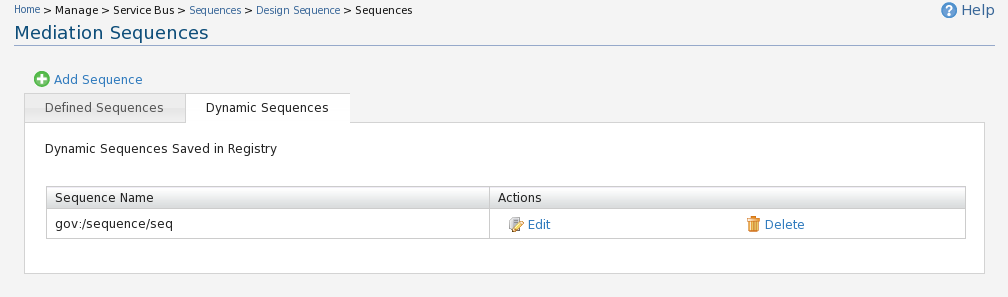 Home > Manage > Service Bus > Sequences > Design Sequence > Sequences
Help
Mediation Sequences
Add Sequence
Defined Sequences
Dynamic Sequences
Dynamic Sequences Saved in Registry
Sequence Name Actions
gov:/sequence/seq Edit Delete